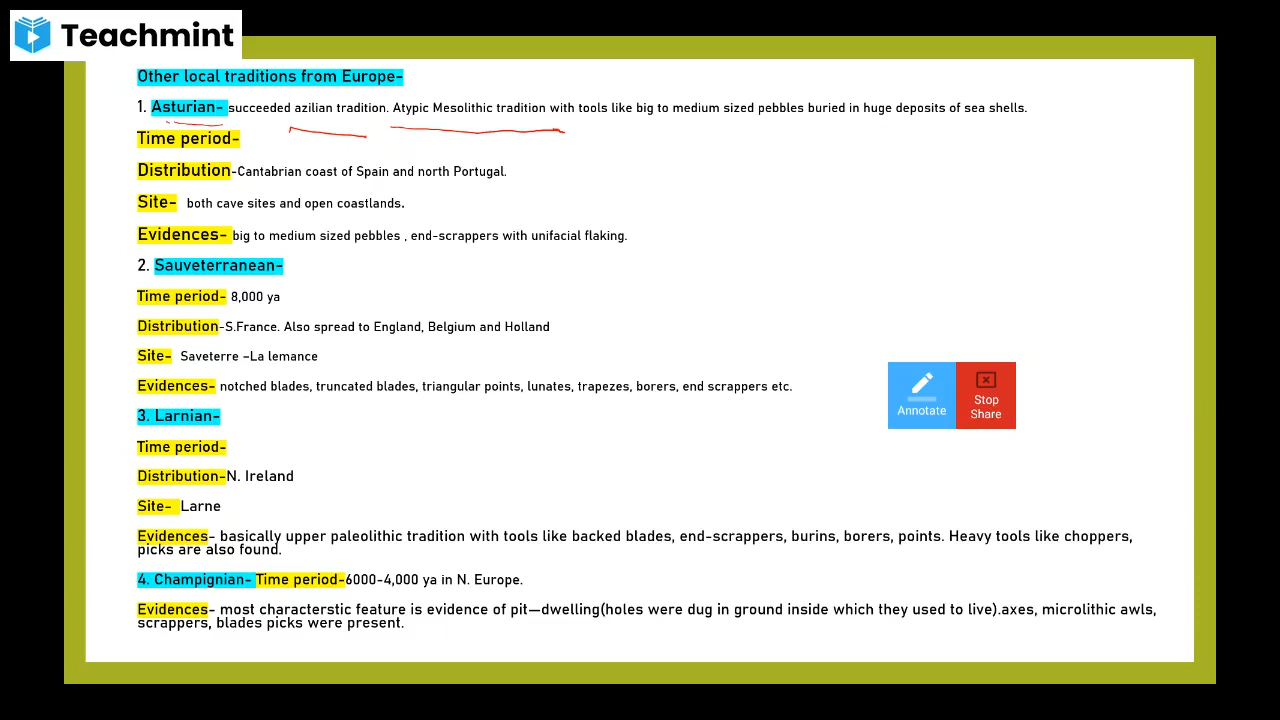 Teachmint
Other local traditions from Europe-
1. Asturian- succeeded azilian tradition. Atypic Mesolithic tradition with tools like big to medium sized pebbles buried in huge deposits of sea shells.
Time period-
Distribution-Cantabrian coast of Spain and north Portugal.
Site- both cave sites and open coastlands.
Evidences- big to medium sized pebbles , end-scrappers with unifacial flaking.
2. Sauveterranean-
Time period- 8,000 ya
Distribution-S.France. Also spread to England, Belgium and Holland
Site- Saveterre –La lemance
Evidences- notched blades, truncated blades, triangular points, lunates, trapezes, borers, end scrappers etc.
Annotate
Stop
Share
3. Larnian-
Time period-
Distribution-N. Ireland
Site- Larne
Evidences- basically upper paleolithic tradition with tools like backed blades, end-scrappers, burins, borers, points. Heavy tools like choppers,
picks are also found.
4. Champignian- Time period-6000-4,000 ya in N. Europe.
Evidences- most characterstic feature is evidence of pit—dwelling(holes were dug in ground inside which they used to live).axes, microlithic awls,
scrappers, blades picks were present.